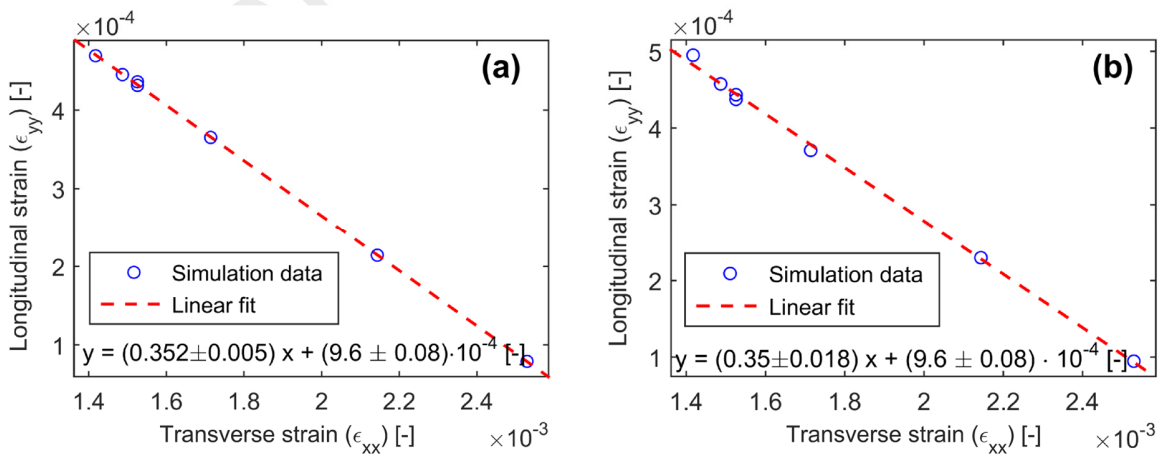 ×10⁻⁴
(a)
4
3
2
1
Longitudinal strain (ϵyy) [-]
Simulation data
Linear fit
y = (0.352±0.005) x + (9.6 ± 0.08)·10⁻⁴ [-]
1.4 1.6 1.8 2 2.2 2.4
Transverse strain (ϵxx) [-]
×10⁻³
×10⁻⁴
(b)
5
4
3
2
1
Longitudinal strain (ϵyy) [-]
Simulation data
Linear fit
y = (0.35±0.018) x + (9.6 ± 0.08) · 10⁻⁴ [-]
1.4 1.6 1.8 2 2.2 2.4
Transverse strain (ϵxx) [-]
×10⁻³